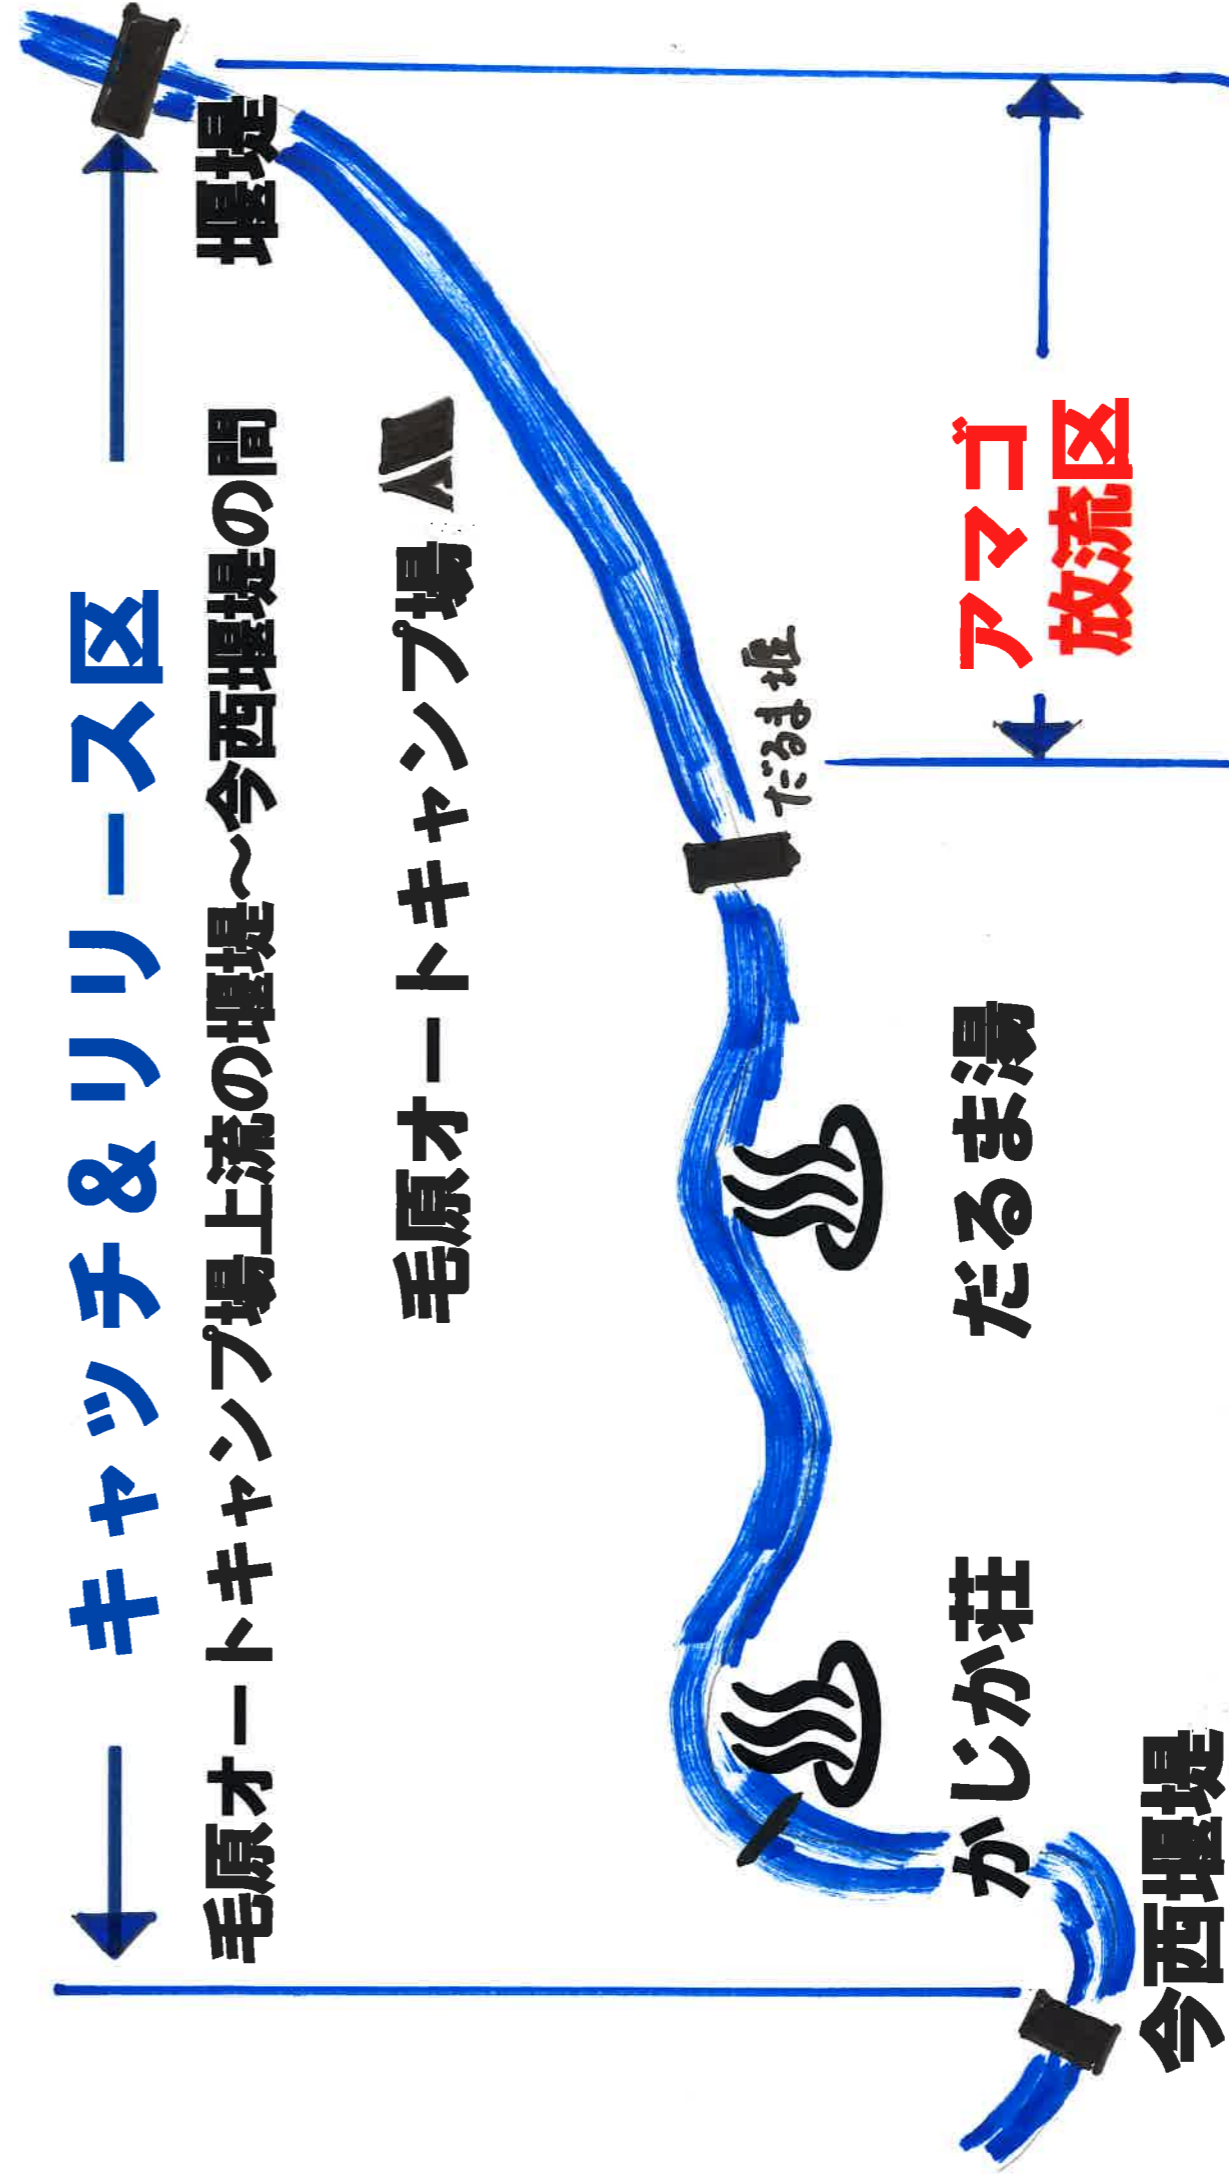 キャッチ＆リリース区
毛原オートキャンプ場上流の堰堤～今西堰堤の間
堰堤
毛原オートキャンプ場
だるま堰
アマゴ
放流区
だるま湯
かじか荘
今西堰堤